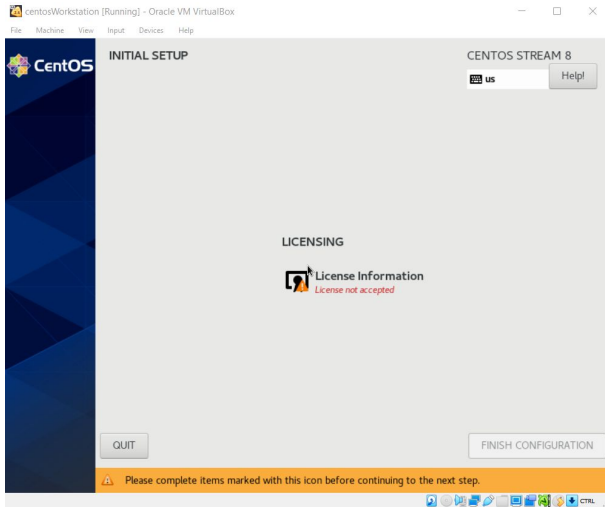 centosWorkstation [Running] - Oracle VM VirtualBox
File Machine View Input Devices Help
CentOS
INITIAL SETUP
CENTOS STREAM 8
us
Help!
LICENSING
License Information
License not accepted
QUIT
FINISH CONFIGURATION
Please complete items marked with this icon before continuing to the next step.
CTRL